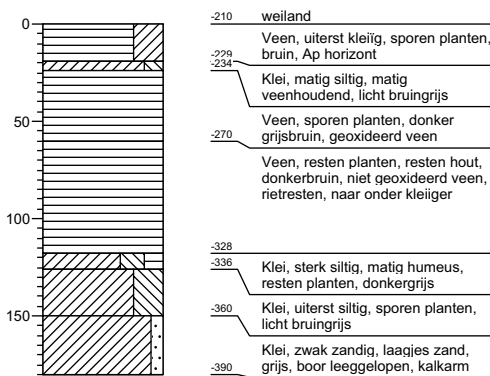 0
50
100
150
-210 weiland
Veen, uiterst kleiïg, sporen planten,
bruin, Ap horizont
-229
-234
Klei, matig siltig, matig
veenhoudend, licht bruingrijs
Veen, sporen planten, donker
grijsbruin, geoxideerd veen
-270
Veen, resten planten, resten hout,
donkerbruin, niet geoxideerd veen,
rietresten, naar onder kleiiger
-328
-336
Klei, sterk siltig, matig humeus,
resten planten, donkergrijs
Klei, uiterst siltig, sporen planten,
licht bruingrijs
-360
Klei, zwak zandig, laagjes zand,
grijs, boor leeggelopen, kalkarm
-390